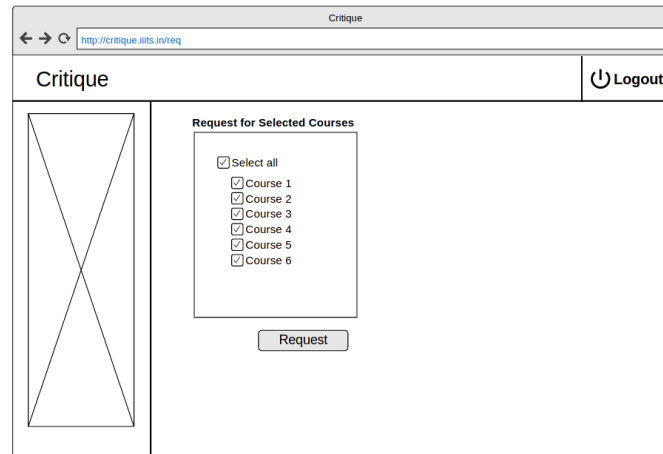 Critique
http://critique.iiits.in/req
Critique
Logout
Request for Selected Courses
Select all
Course 1
Course 2
Course 3
Course 4
Course 5
Course 6
Request